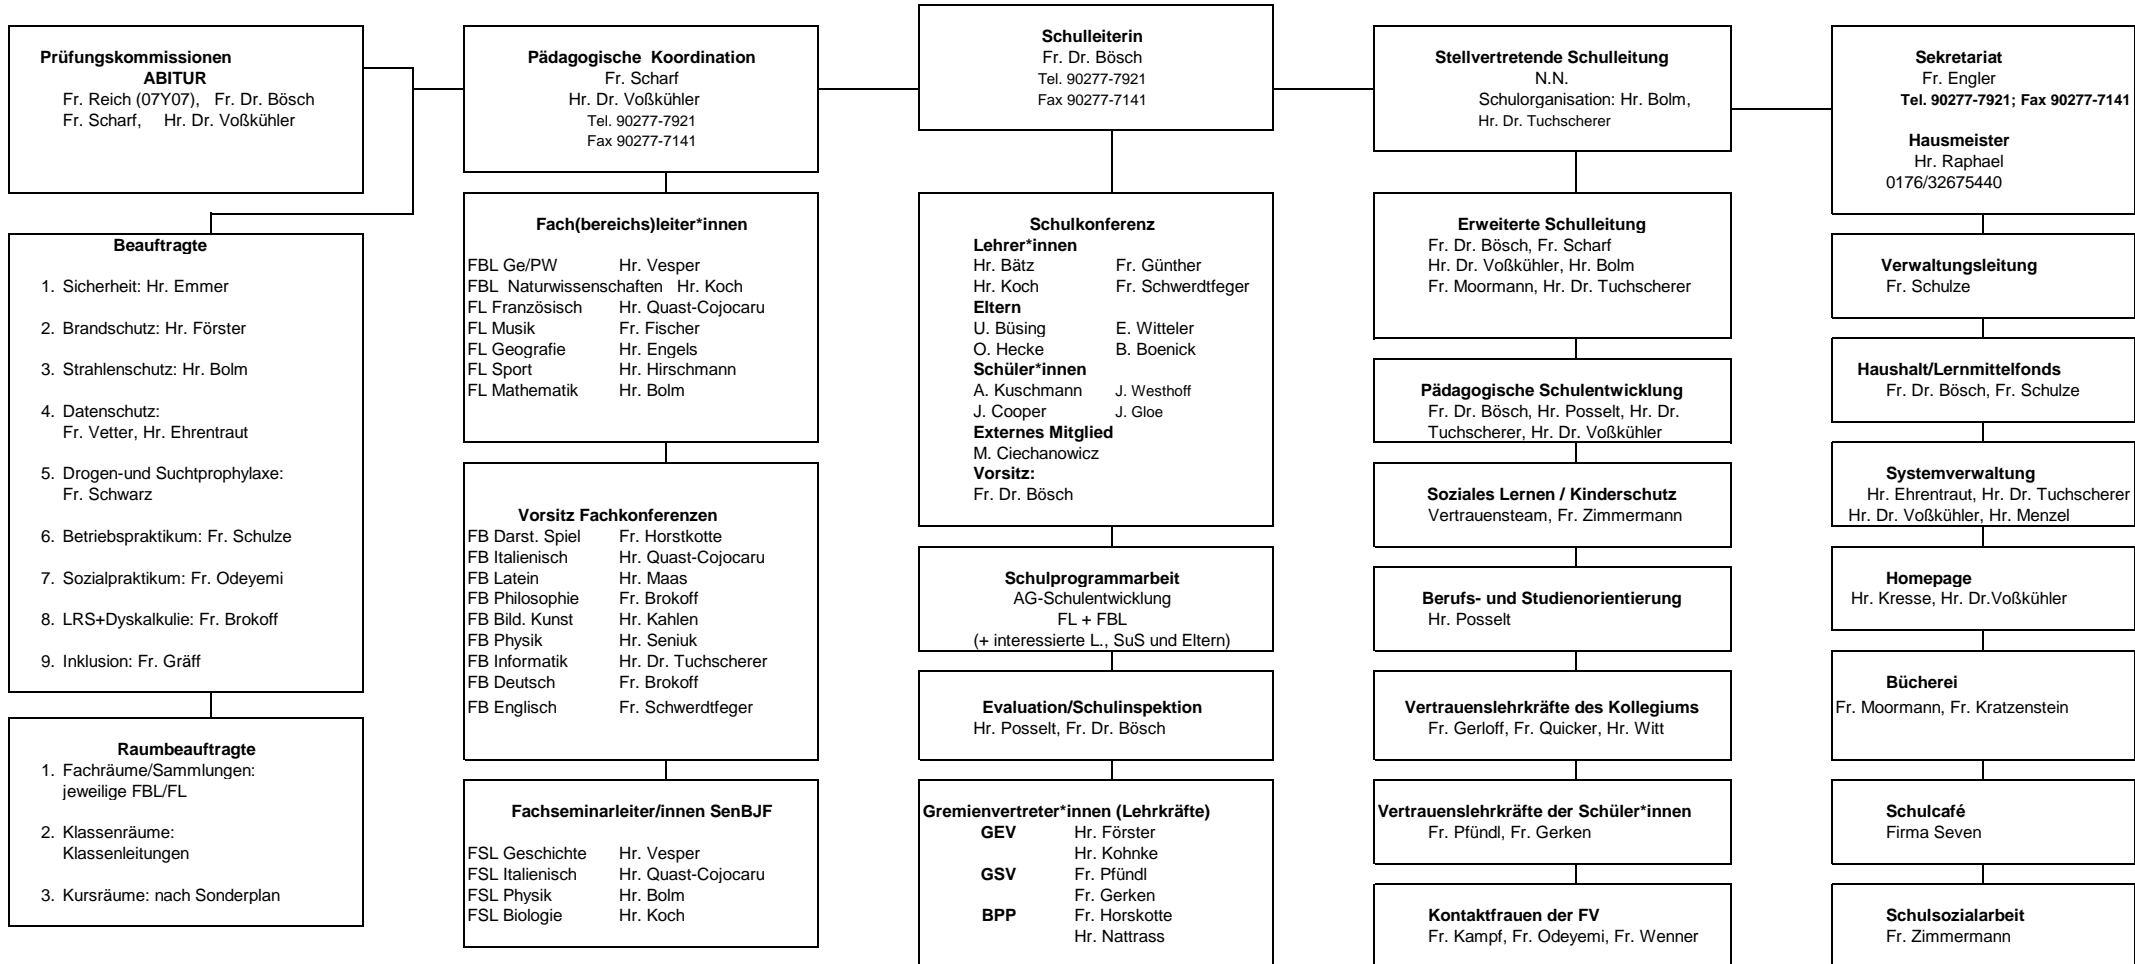 Prüfungskommissionen
ABITUR
Fr. Reich (07Y07), Fr. Dr. Bösch
Fr. Scharf, Hr. Dr. Voßkühler
Beauftragte
1. Sicherheit: Hr. Emmer
2. Brandschutz: Hr. Förster
3. Strahlenschutz: Hr. Bolm
4. Datenschutz:
Fr. Vetter, Hr. Ehrentraut
5. Drogen-und Suchtprophylaxe:
Fr. Schwarz
6. Betriebspraktikum: Fr. Schulze
7. Sozialpraktikum: Fr. Odeyemi
8. LRS+Dyskalkulie: Fr. Brokoff
9. Inklusion: Fr. Gräff
Raumbeauftragte
1. Fachräume/Sammlungen:
jeweilige FBL/FL
2. Klassenräume:
Klassenleitungen
3. Kursräume: nach Sonderplan
Pädagogische Koordination
Fr. Scharf
Hr. Dr. Voßkühler
Tel. 90277-7921
Fax 90277-7141
Fach(bereichs)leiter*innen
FBL Ge/PW Hr. Vesper
FBL Naturwissenschaften Hr. Koch
FL Französisch Hr. Quast-Cojocaru
FL Musik Fr. Fischer
FL Geografie Hr. Engels
FL Sport Hr. Hirschmann
FL Mathematik Hr. Bolm
Vorsitz Fachkonferenzen
FB Darst. Spiel Fr. Horstkotte
FB Italienisch Hr. Quast-Cojocaru
FB Latein Hr. Maas
FB Philosophie Fr. Brokoff
FB Bild. Kunst Hr. Kahlen
FB Physik Hr. Seniuk
FB Informatik Hr. Dr. Tuchscherer
FB Deutsch Fr. Brokoff
FB Englisch Fr. Schwerdtfeger
Fachseminarleiter/innen SenBJF
FSL Geschichte Hr. Vesper
FSL Italienisch Hr. Quast-Cojocaru
FSL Physik Hr. Bolm
FSL Biologie Hr. Koch
Schulleiterin
Fr. Dr. Bösch
Tel. 90277-7921
Fax 90277-7141
Schulkonferenz
Lehrer*innen
Hr. Bätz Fr. Günther
Hr. Koch Fr. Schwerdtfeger
Eltern
U. Büsing E. Witteler
O. Hecke B. Boenick
Schüler*innen
A. Kuschmann J. Westhoff
J. Cooper J. Gloe
Externes Mitglied
M. Ciechanowicz
Vorsitz:
Fr. Dr. Bösch
Schulprogrammarbeit
AG-Schulentwicklung
FL + FBL
(+ interessierte L., SuS und Eltern)
Evaluation/Schulinspektion
Hr. Posselt, Fr. Dr. Bösch
Gremienvertreter*innen (Lehrkräfte)
GEV Hr. Förster
Hr. Kohnke
GSV Fr. Pfündl
Fr. Gerken
BPP Fr. Horskotte
Hr. Nattrass
Stellvertretende Schulleitung
N.N.
Schulorganisation: Hr. Bolm,
Hr. Dr. Tuchscherer
Erweiterte Schulleitung
Fr. Dr. Bösch, Fr. Scharf
Hr. Dr. Voßkühler, Hr. Bolm
Fr. Moormann, Hr. Dr. Tuchscherer
Pädagogische Schulentwicklung
Fr. Dr. Bösch, Hr. Posselt, Hr. Dr.
Tuchscherer, Hr. Dr. Voßkühler
Soziales Lernen / Kinderschutz
Vertrauensteam, Fr. Zimmermann
Berufs- und Studienorientierung
Hr. Posselt
Vertrauenslehrkräfte des Kollegiums
Fr. Gerloff, Fr. Quicker, Hr. Witt
Vertrauenslehrkräfte der Schüler*innen
Fr. Pfündl, Fr. Gerken
Kontaktfrauen der FV
Fr. Kampf, Fr. Odeyemi, Fr. Wenner
Sekretariat
Fr. Engler
Tel. 90277-7921; Fax 90277-7141
Hausmeister
Hr. Raphael
0176/32675440
Verwaltungsleitung
Fr. Schulze
Haushalt/Lernmittelfonds
Fr. Dr. Bösch, Fr. Schulze
Systemverwaltung
Hr. Ehrentraut, Hr. Dr. Tuchscherer
Hr. Dr. Voßkühler, Hr. Menzel
Homepage
Hr. Kresse, Hr. Dr.Voßkühler
Bücherei
Fr. Moormann, Fr. Kratzenstein
Schulcafé
Firma Seven
Schulsozialarbeit
Fr. Zimmermann